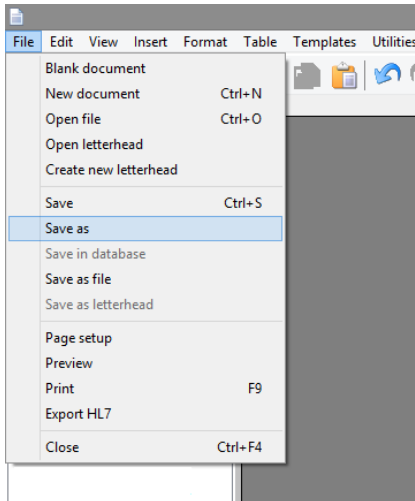 File Edit View Insert Format Table Templates Utilities
Blank document
New document Ctrl+N
Open file Ctrl+O
Open letterhead
Create new letterhead
Save Ctrl+S
Save as
Save in database
Save as file
Save as letterhead
Page setup
Preview
Print F9
Export HL7
Close Ctrl+F4